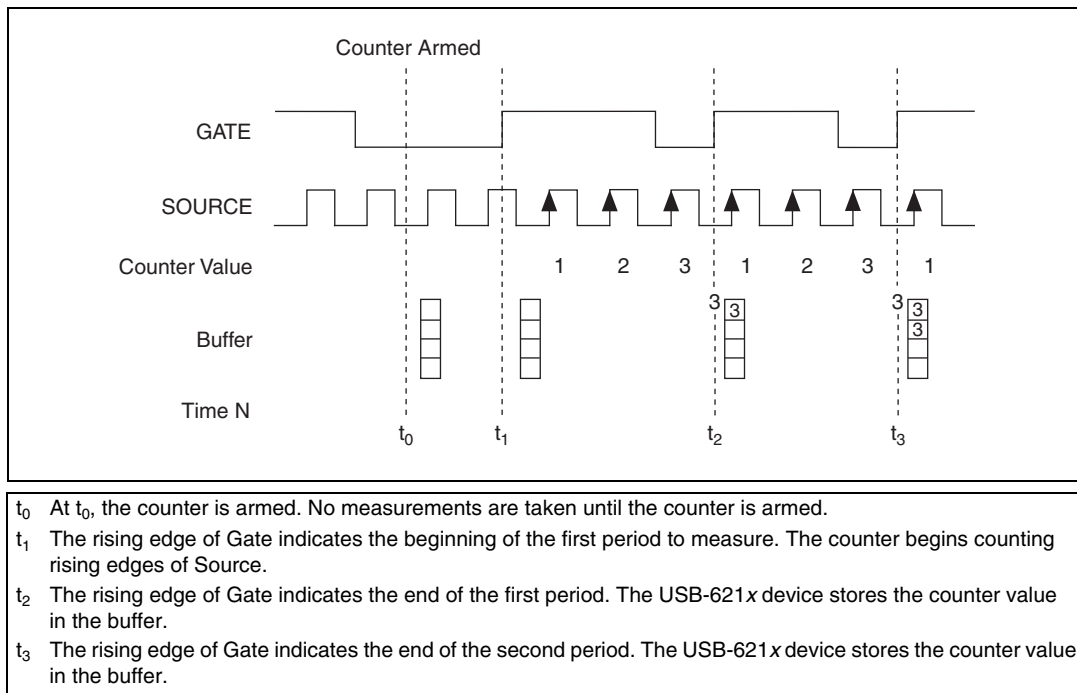 Counter Armed
GATE
SOURCE
Counter Value 1 2 3 1 2 3 1
3 3 3 3
3
Buffer
Time N
t0 t1 t2 t3
t0 At t0, the counter is armed. No measurements are taken until the counter is armed.
t1 The rising edge of Gate indicates the beginning of the first period to measure. The counter begins counting
rising edges of Source.
t2 The rising edge of Gate indicates the end of the first period. The USB-621x device stores the counter value
in the buffer.
t3 The rising edge of Gate indicates the end of the second period. The USB-621x device stores the counter value
in the buffer.